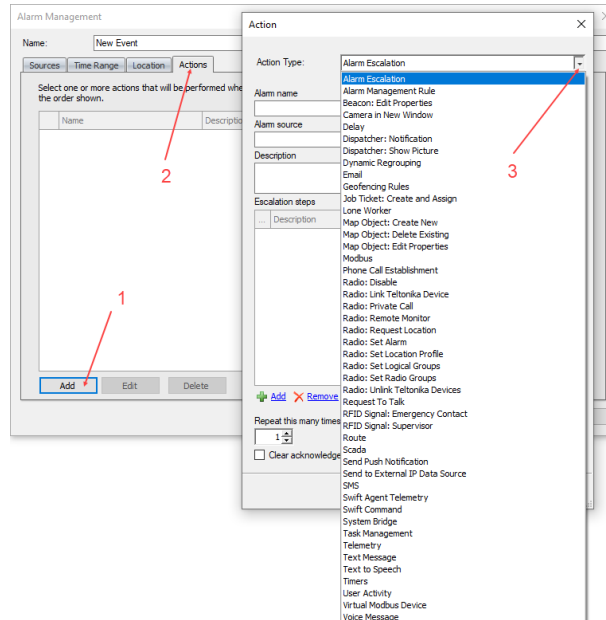 Alarm Management
Name:
New Event
Sources
Time Range
Location
Actions
Select one or more actions that will be performed whe
the order shown.
Name
Descriptio
2
1
Add
Edit
Delete
Action
Action Type:
Alarm Escalation
Alarm name
Alarm source
Description
Escalation steps
... Description
Add
Remove
Repeat this many times
1
Clear acknowledge
3
Alarm Escalation
Alarm Management Rule
Beacon: Edit Properties
Camera in New Window
Delay
Dispatcher: Notification
Dispatcher: Show Picture
Dynamic Regrouping
Email
Geofencing Rules
Job Ticket: Create and Assign
Lone Worker
Map Object: Create New
Map Object: Delete Existing
Map Object: Edit Properties
Modbus
Phone Call Establishment
Radio: Disable
Radio: Link Teltonika Device
Radio: Private Call
Radio: Remote Monitor
Radio: Request Location
Radio: Set Alarm
Radio: Set Location Profile
Radio: Set Logical Groups
Radio: Set Radio Groups
Radio: Unlink Teltonika Devices
Request To Talk
RFID Signal: Emergency Contact
RFID Signal: Supervisor
Route
Scada
Send Push Notification
Send to External IP Data Source
SMS
Swift Agent Telemetry
Swift Command
System Bridge
Task Management
Telemetry
Text Message
Text to Speech
Timers
User Activity
Virtual Modbus Device
Voice Message